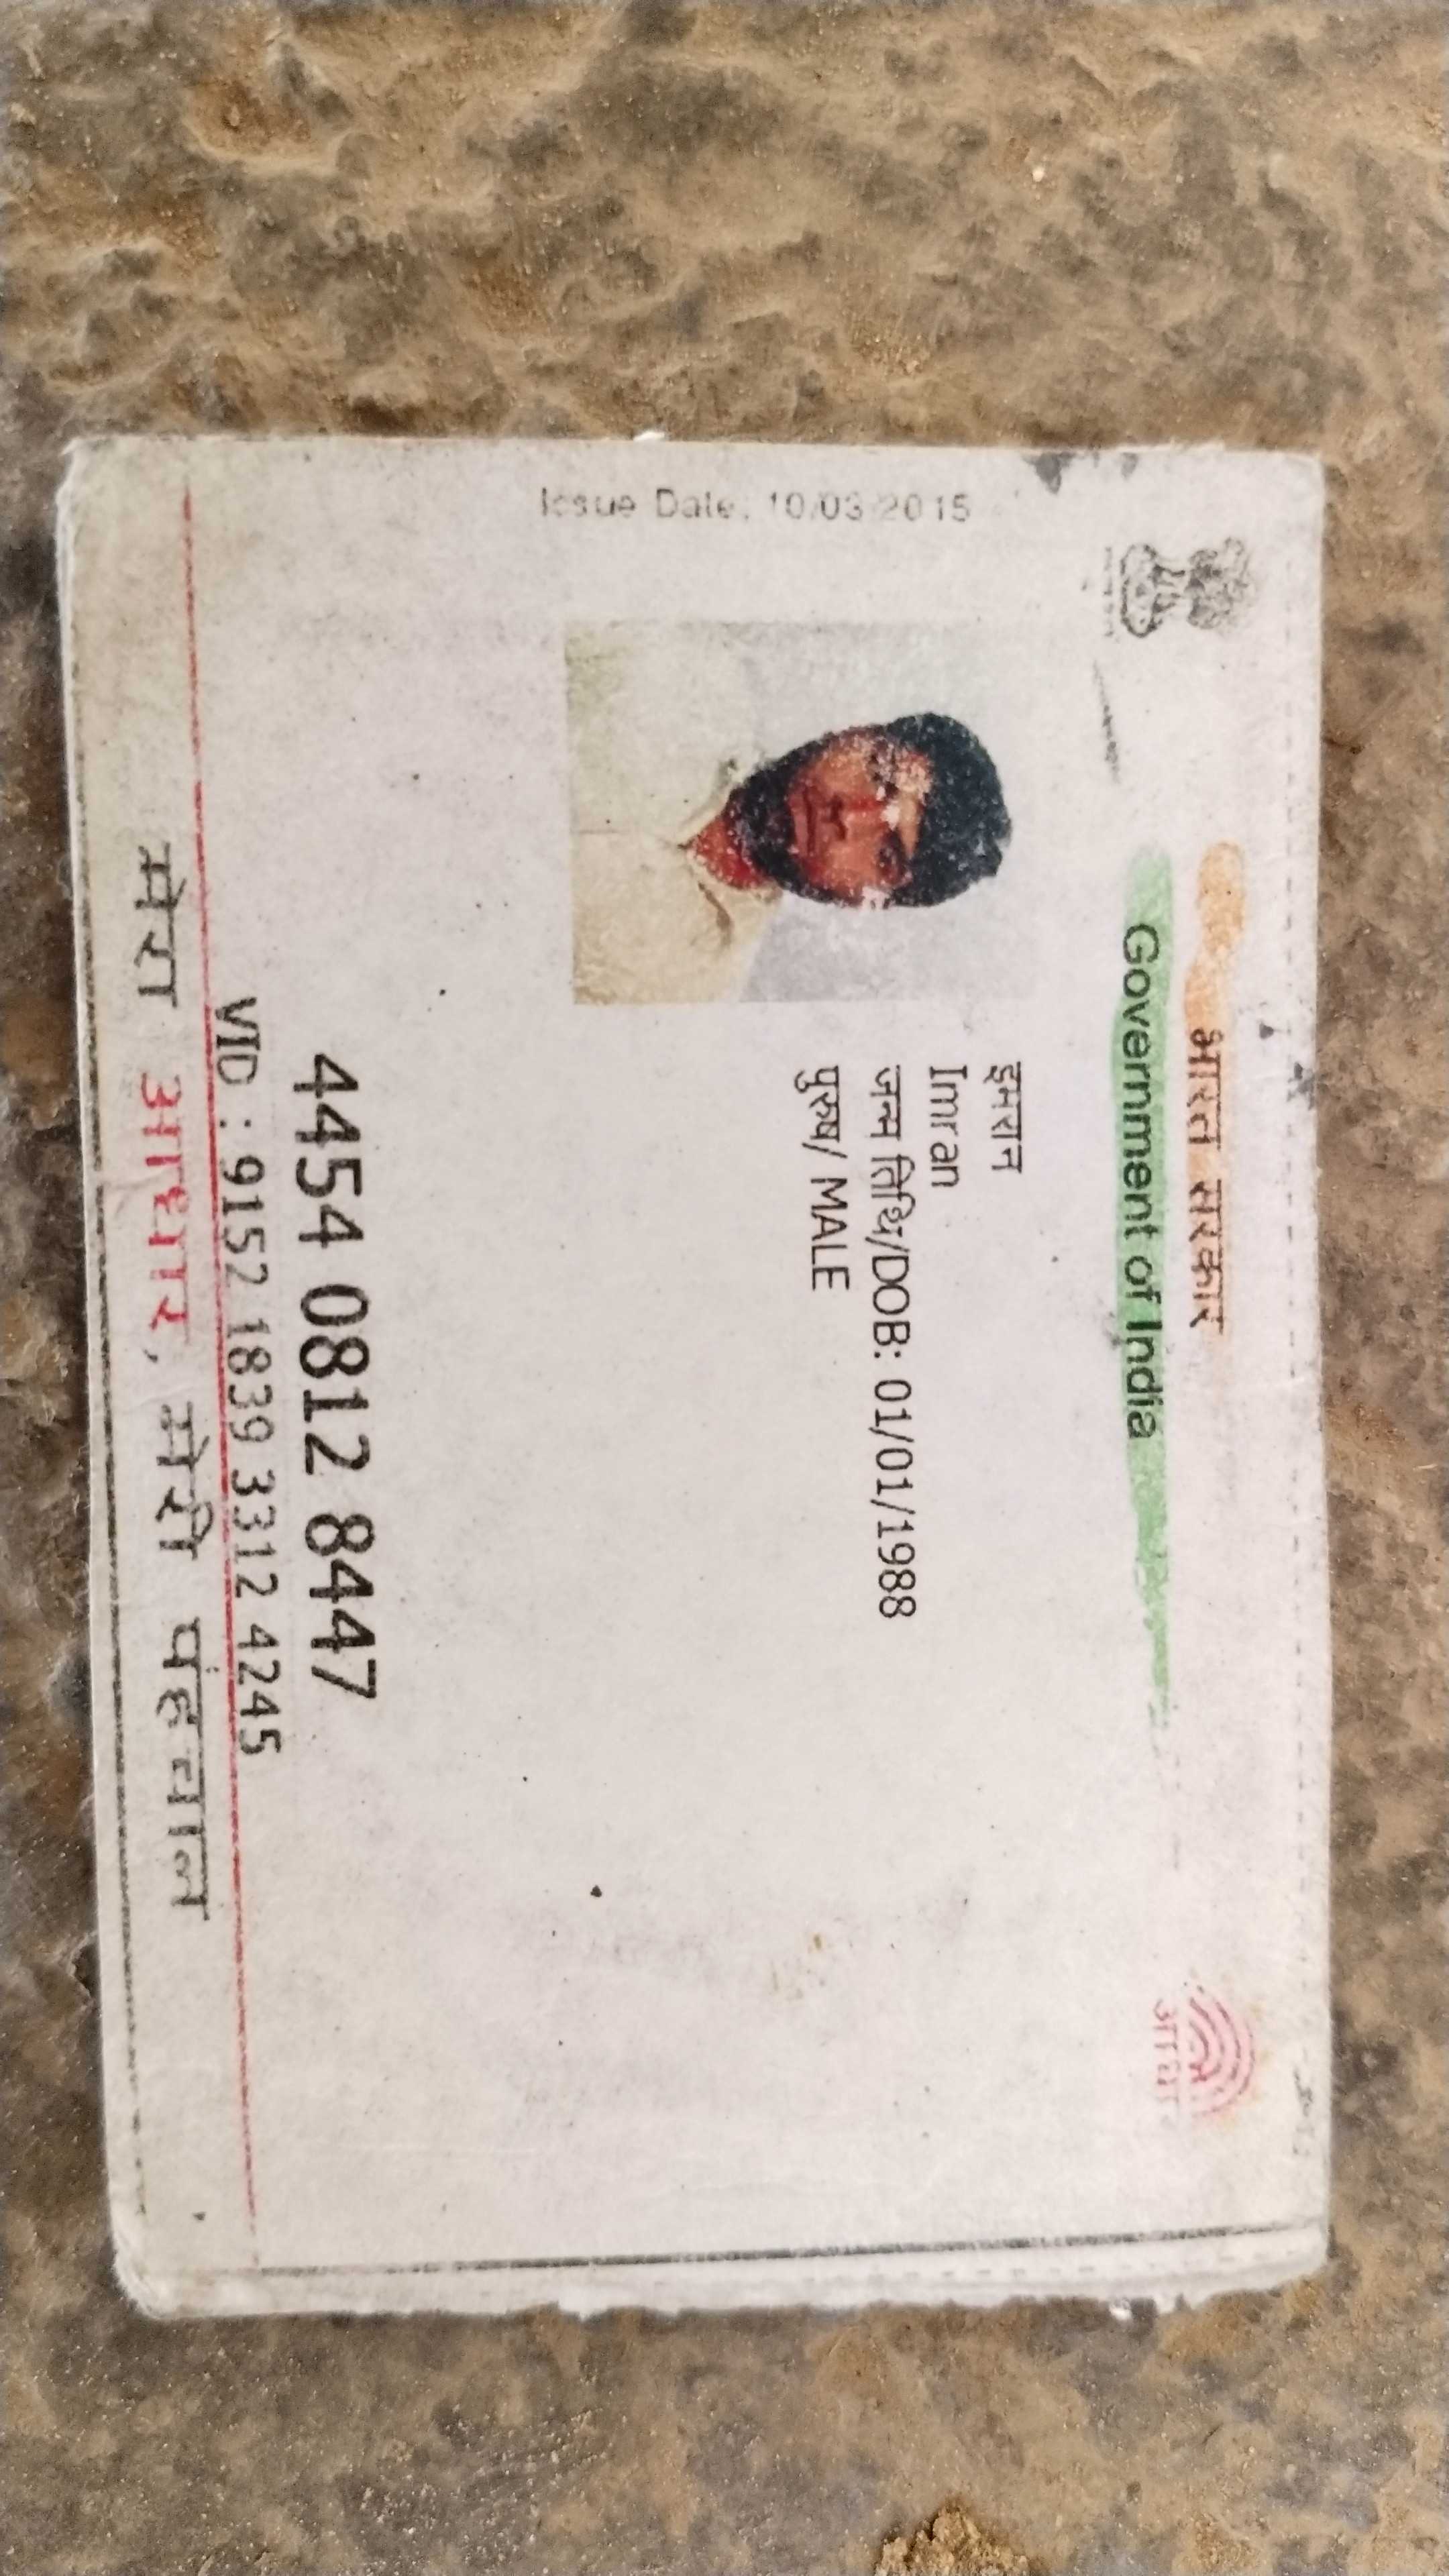 भारत सरकार
Government of India
Issue Date: 10/03/2015
इमरान
Imran
जन्म तिथि/DOB: 01/01/1988
पुरुष/ MALE
4454 0812 8447
VID : 9152 1839 3312 4245
मेरा आधार, मेरी पहचान